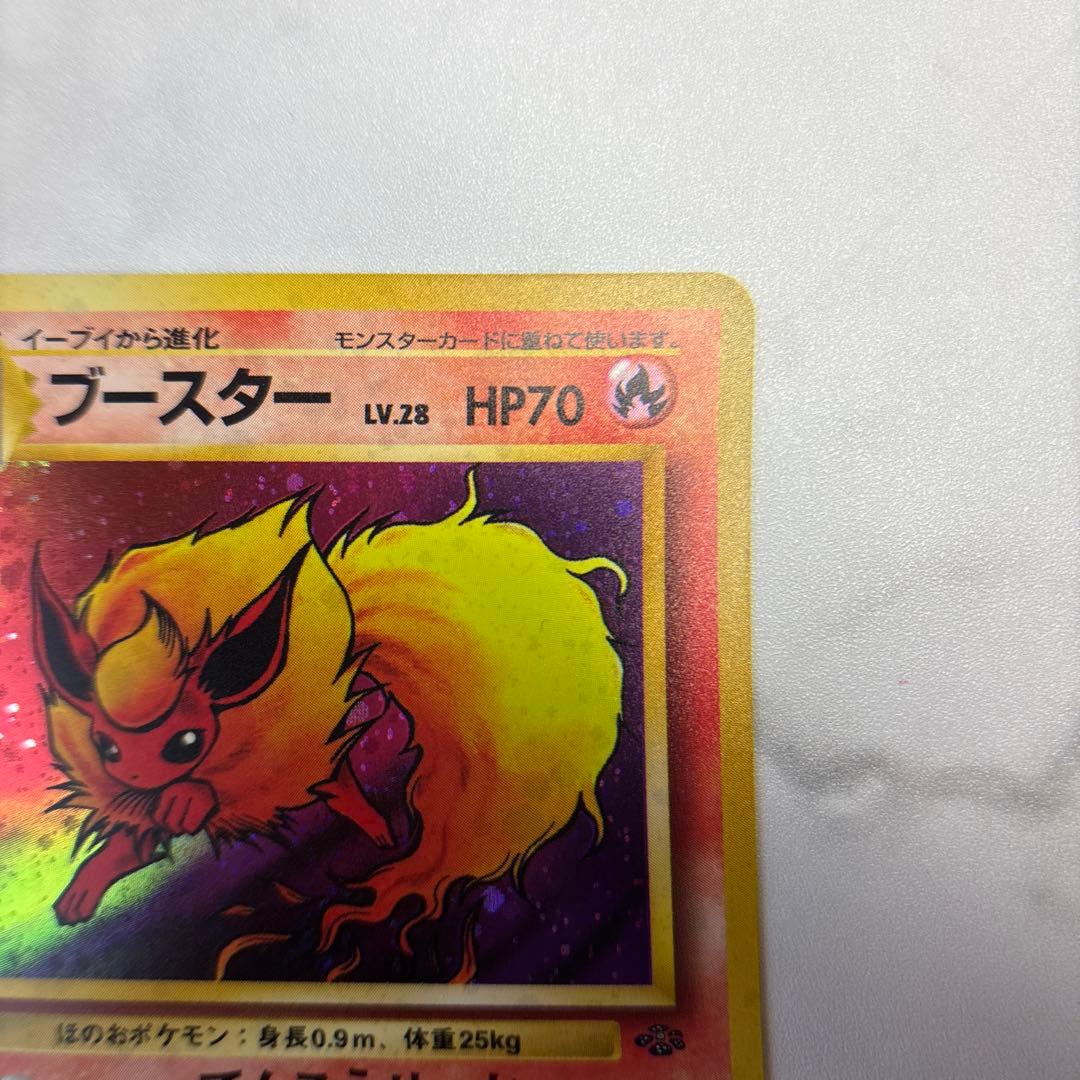 イーブイから進化 モンスターカードに重ねて使います。
ブースター LV.28 HP70
ほのおポケモン：身長0.9m、体重25kg